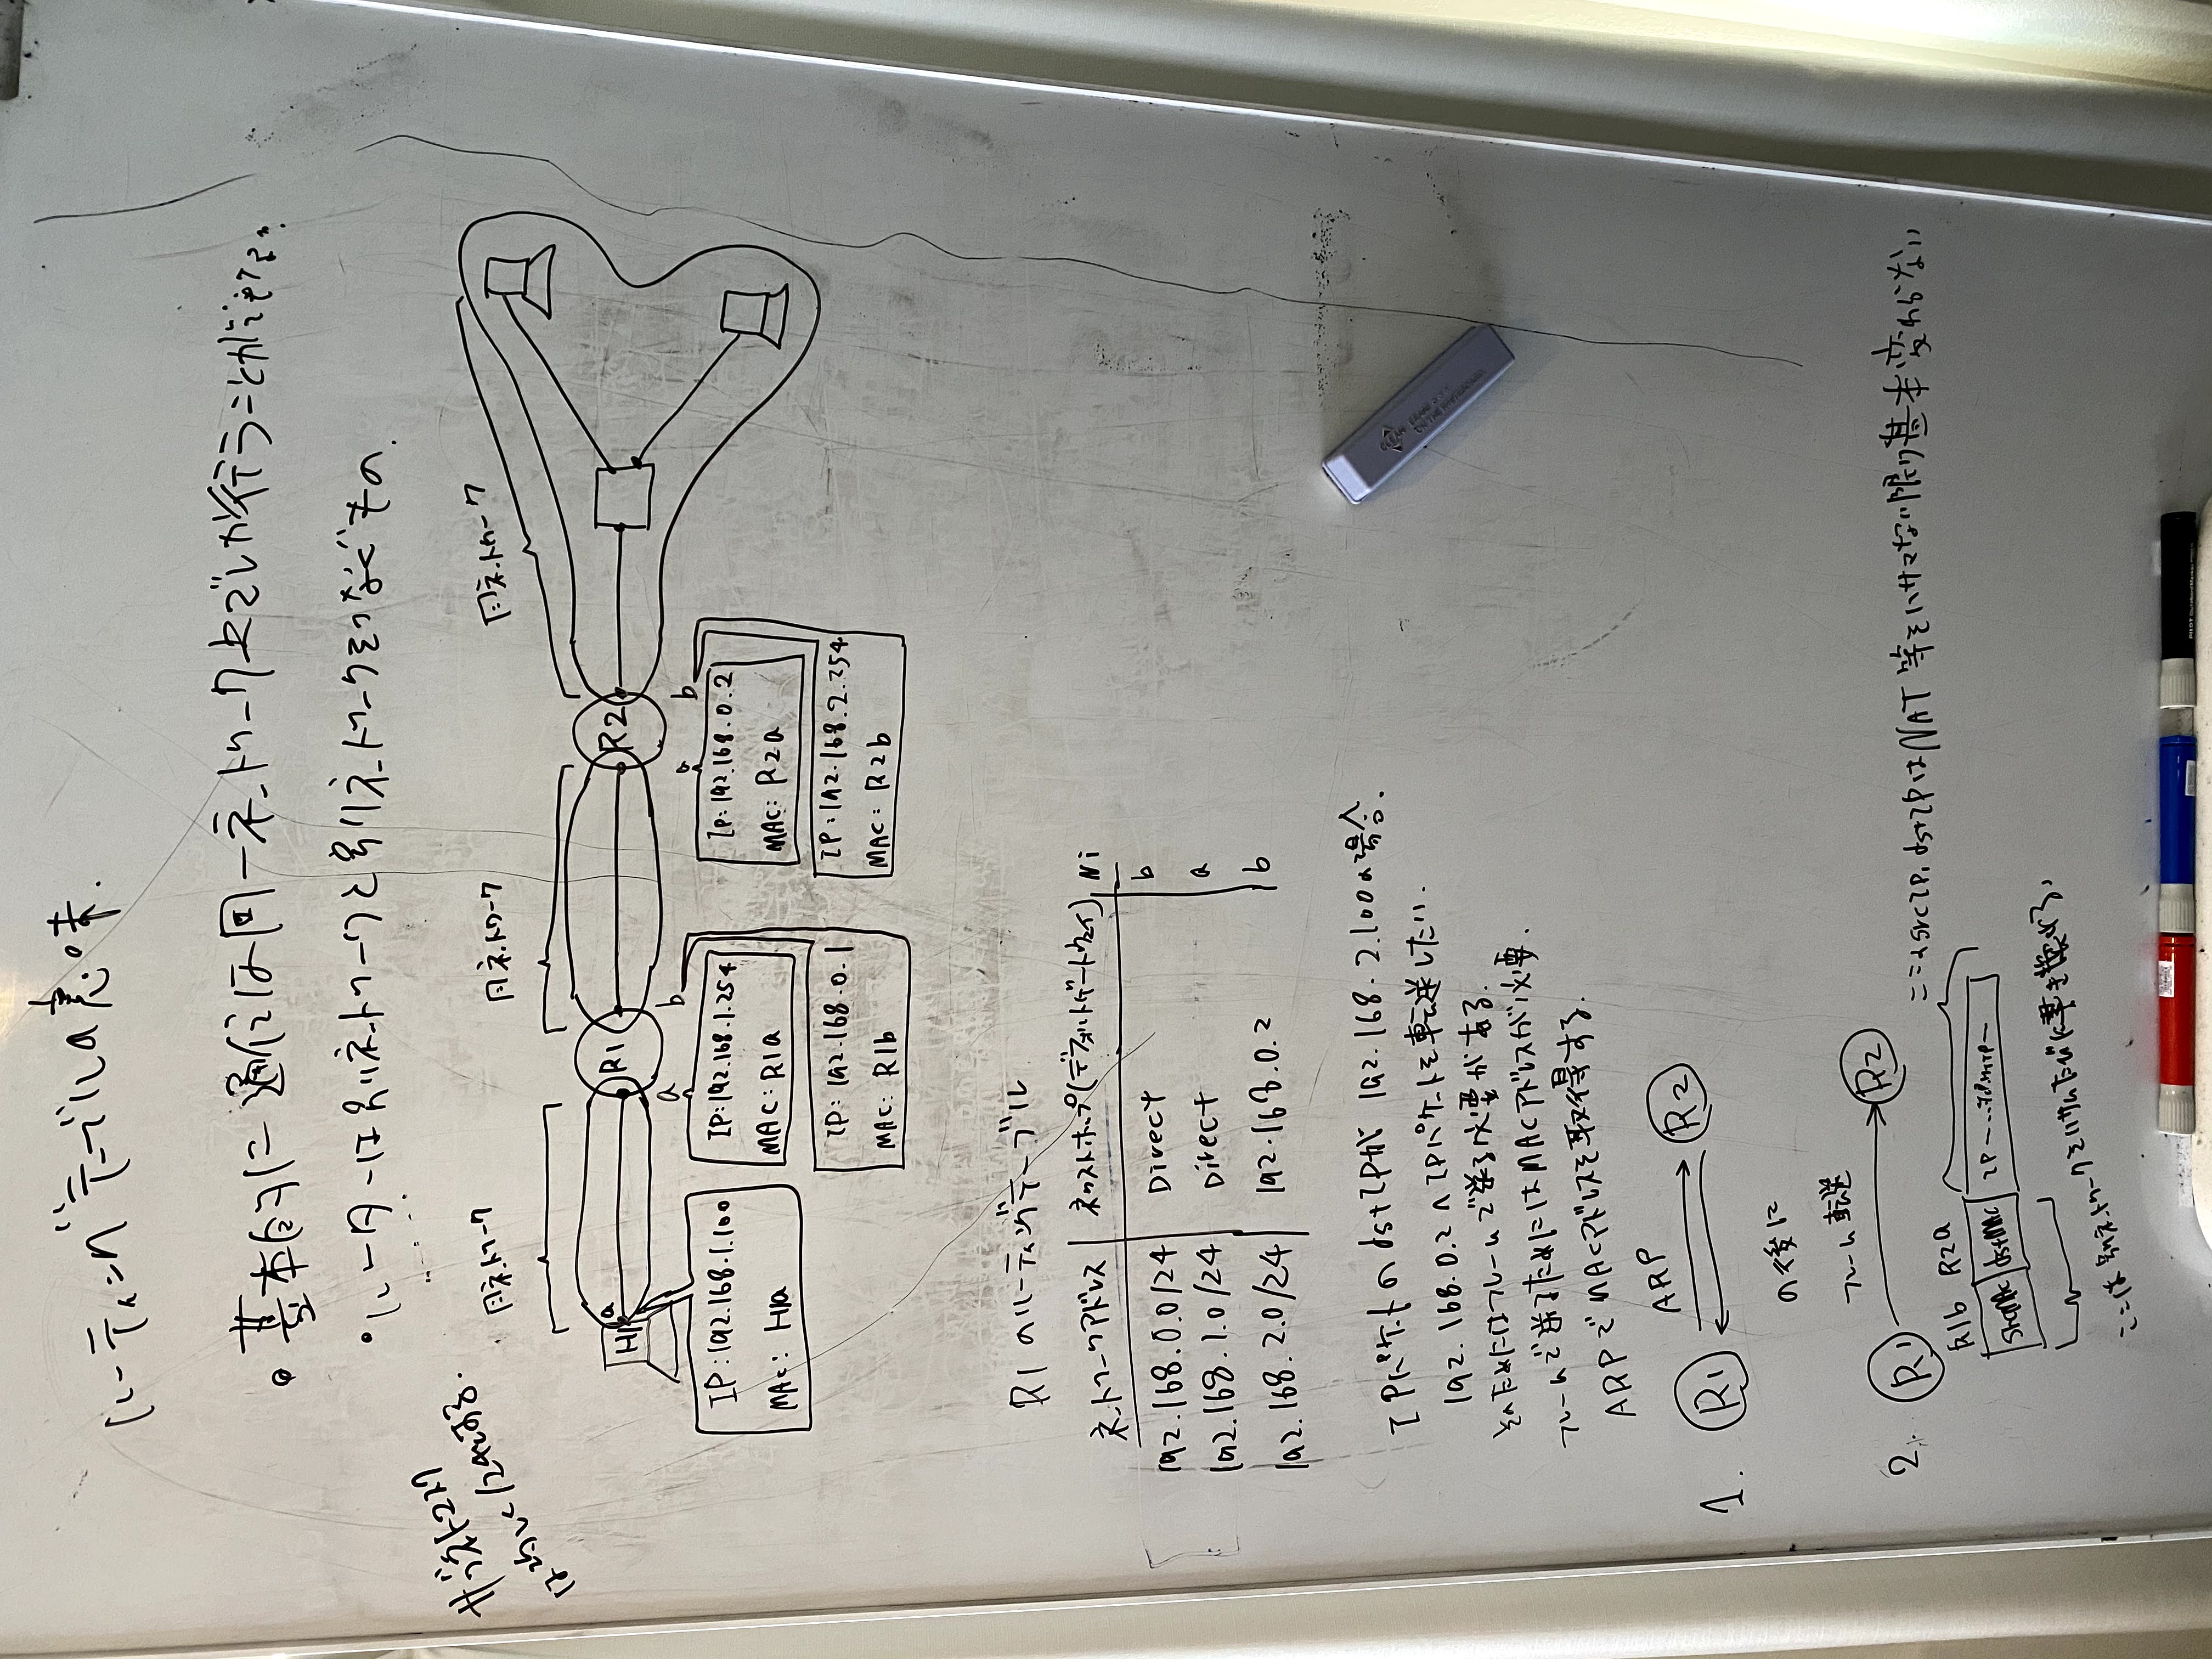 ルーティングテーブルの意味.
・基本的に通信は同一ネットワーク上でしか行うことができる。
・ルーターは別ネットワークと別ネットワークをつなぐもの.
サブネットマスク
は均しく/24とする.
同ネットワーク
同ネットワーク
同ネットワーク
H1
a
R1
R2
a
b
a
b
IP:192.168.1.100
MAC: H1a
IP:192.168.1.254
MAC: R1a
IP: 192.168.0.1
MAC: R1b
IP: 192.168.0.2
MAC: R2a
IP:192.168.2.254
MAC: R2b
R1のルーティングテーブル
ネットワークアドレス ネクストホップ(デフォルトゲートウェイ) Ni
192.168.0.0/24 Direct b
192.168.1.0/24 Direct a
192.168.2.0/24 192.168.0.2 b
IPパケットのdstIPが 192.168.2.100の場合.
192.168.0.2へIPパケットを転送したい.
そのためにはフレームで送る必要がある.
フレームで送るためにはMACアドレスが必要.
ARPでMACアドレスを取得する.
ARP
1. R1 R2
の後に
フレーム転送
2. R1 R2
ここのsrcIP, dstIPはNAT等をハサマない限り基本変わらない
R1b R2a
srcMAC dstMAC IP
ここは別ネットワークをハサムたびに書き換わる.
PILOT